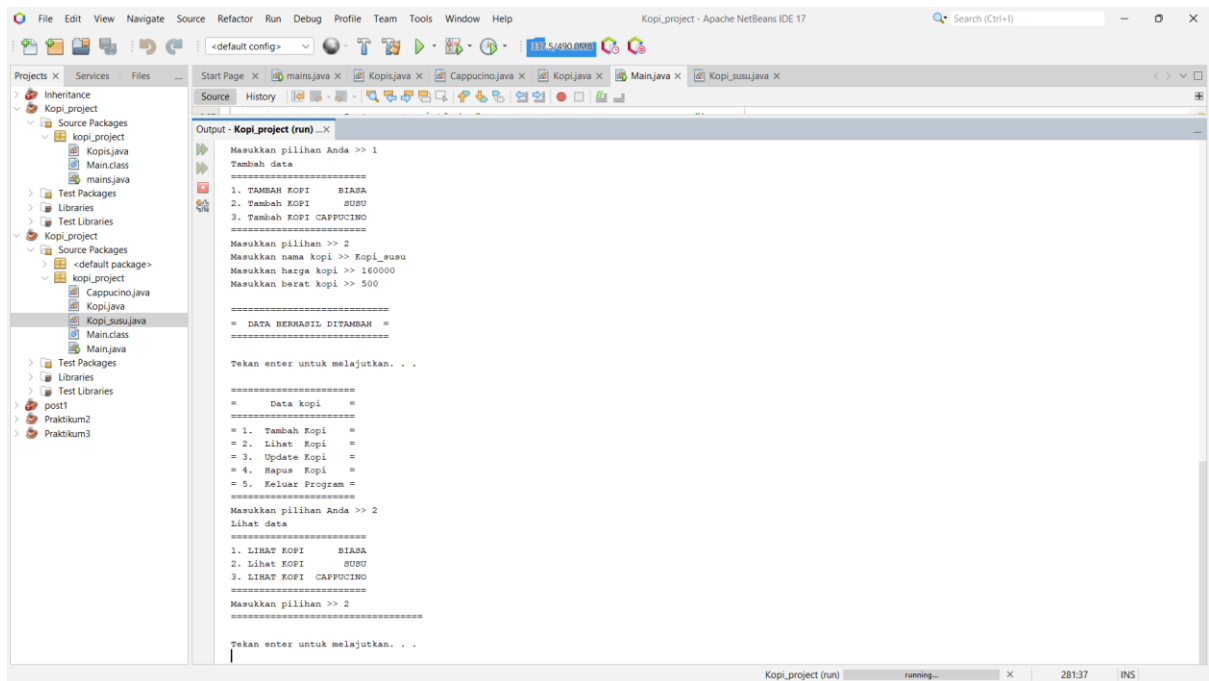 File Edit View Navigate Source Refactor Run Debug Profile Team Tools Window Help Kopi_project - Apache NetBeans IDE 17 Search (Ctrl+I)
<default config> 337.5/490.0MB
Projects Services Files
Start Page mains.java Kopis.java Cappucino.java Kopi.java Main.java Kopi_susu.java
Source History
Inheritance
Kopi_project
Source Packages
kopi_project
Kopis.java
Main.class
mains.java
Test Packages
Libraries
Test Libraries
Kopi_project
Source Packages
<default package>
kopi_project
Cappucino.java
Kopi.java
Kopi_susu.java
Main.class
Main.java
Test Packages
Libraries
Test Libraries
post1
Praktikum2
Praktikum3
Output - Kopi_project (run) ...
Masukkan pilihan Anda >> 1
Tambah data
========================
1. TAMBAH KOPI     BIASA
2. Tambah KOPI      SUSU
3. Tambah KOPI CAPPUCINO
========================
Masukkan pilihan >> 2
Masukkan nama kopi >> Kopi_susu
Masukkan harga kopi >> 160000
Masukkan berat kopi >> 500
============================
=  DATA BERHASIL DITAMBAH  =
============================
Tekan enter untuk melajutkan. . .
======================
=      Data kopi     =
======================
= 1.  Tambah Kopi    =
= 2.  Lihat  Kopi    =
= 3.  Update Kopi    =
= 4.  Hapus  Kopi    =
= 5.  Keluar Program =
======================
Masukkan pilihan Anda >> 2
Lihat data
========================
1. LIHAT KOPI      BIASA
2. Lihat KOPI       SUSU
3. LIHAT KOPI  CAPPUCINO
========================
Masukkan pilihan >> 2
==================================
Tekan enter untuk melajutkan. . .
Kopi_project (run) running... 281:37 INS